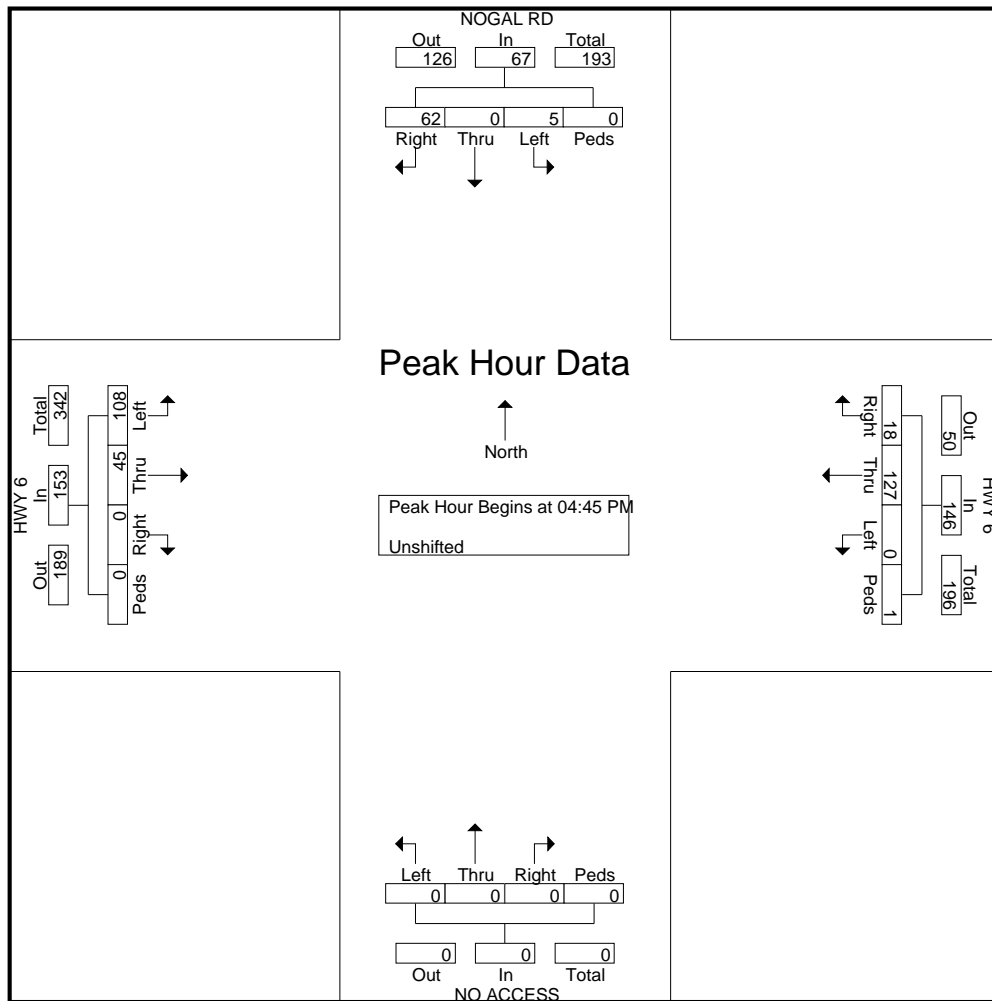 NOGAL RD
Out In Total
126 67 193
62 0 5 0
Right Thru Left Peds
Peak Hour Data
North
Peak Hour Begins at 04:45 PM
Unshifted
HWY 6
Total In Out
342 153 189
108 45 0 0
Left Thru Right Peds
Right Thru Left Peds
18 127 0 1
Out In Total
50 146 196
HWY 6
Left Thru Right Peds
0 0 0 0
0 0 0
Out In Total
NO ACCESS